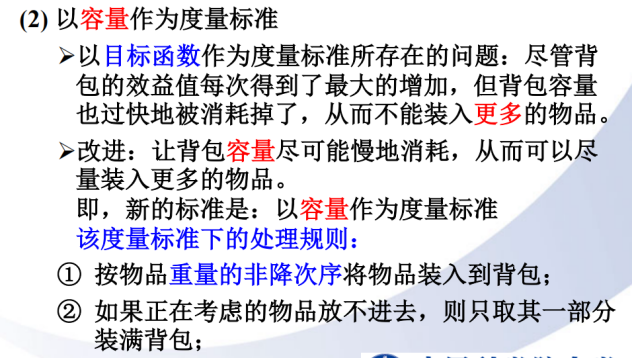 (2) 以容量作为度量标准
➢以目标函数作为度量标准所存在的问题：尽管背
包的效益值每次得到了最大的增加，但背包容量
也过快地被消耗掉了，从而不能装入更多的物品。
➢改进：让背包容量尽可能慢地消耗，从而可以尽
量装入更多的物品。
即，新的标准是：以容量作为度量标准
该度量标准下的处理规则：
① 按物品重量的非降次序将物品装入到背包；
② 如果正在考虑的物品放不进去，则只取其一部分
装满背包；